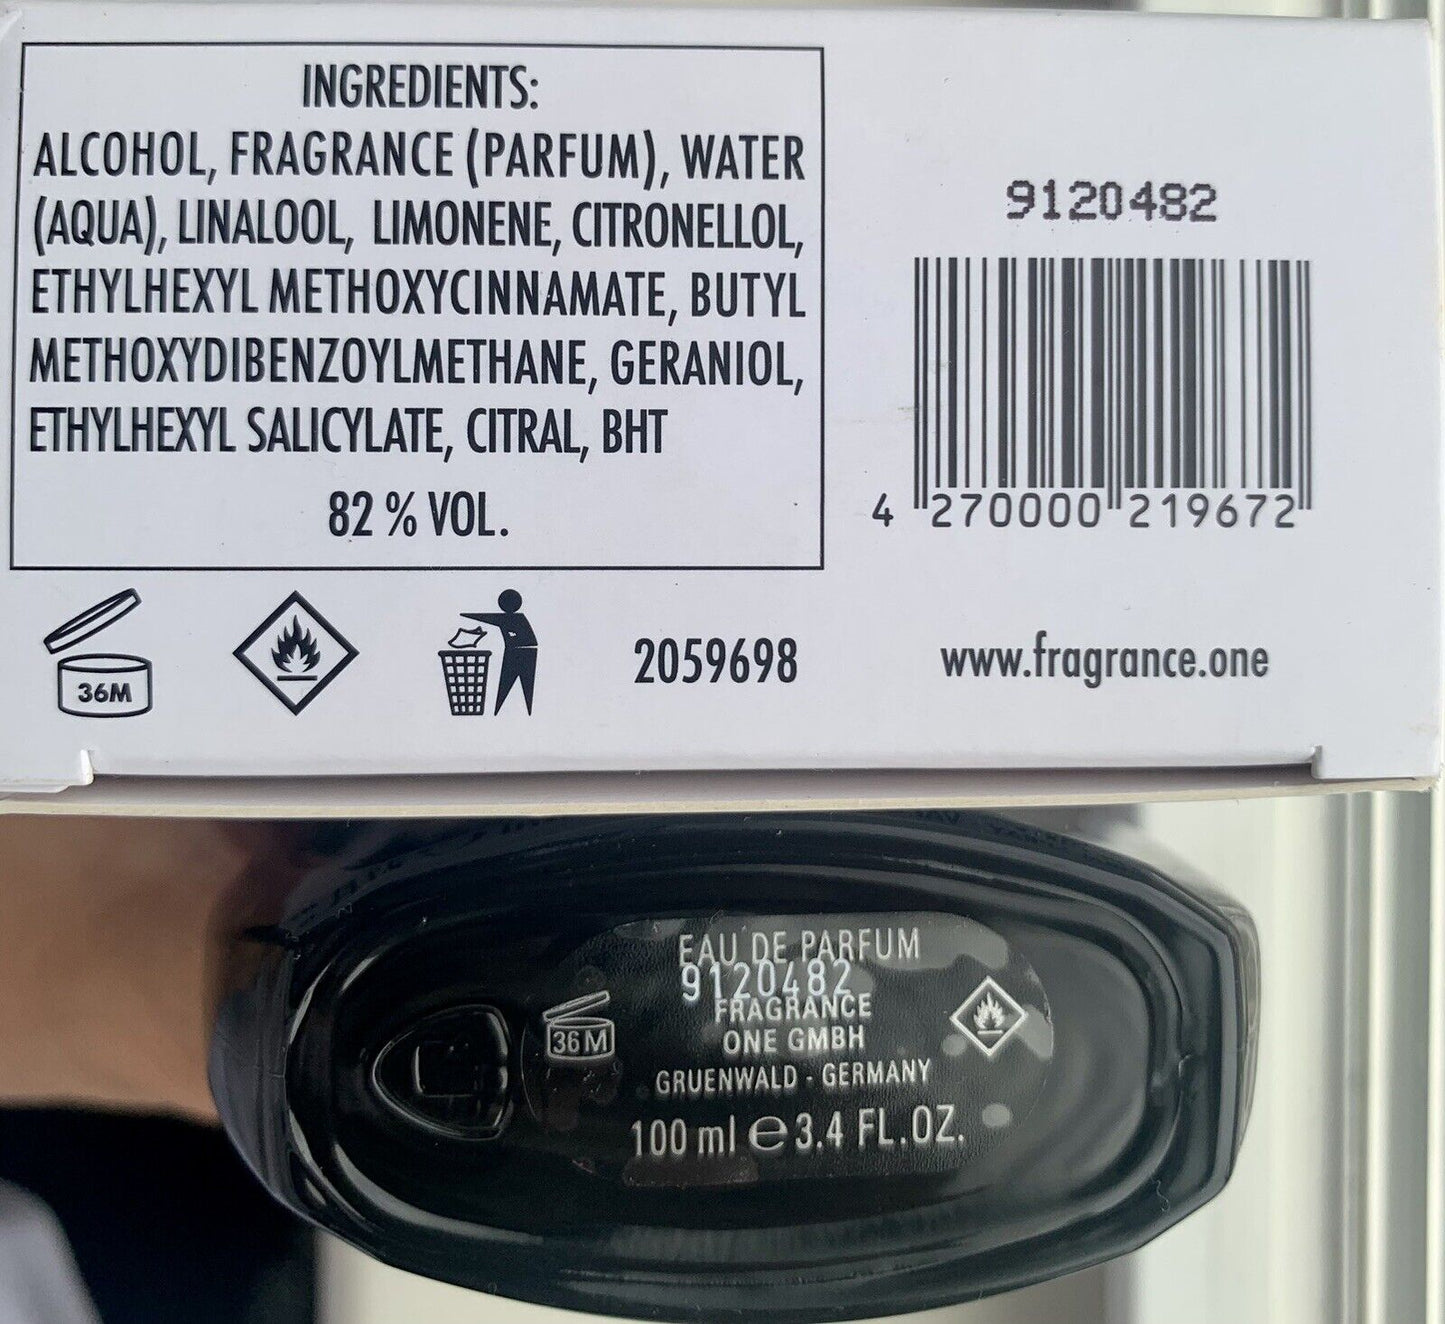 INGREDIENTS:
ALCOHOL, FRAGRANCE (PARFUM), WATER
(AQUA), LINALOOL, LIMONENE, CITRONELLOL,
ETHYLHEXYL METHOXYCINNAMATE, BUTYL
METHOXYDIBENZOYLMETHANE, GERANIOL,
ETHYLHEXYL SALICYLATE, CITRAL, BHT
82 % VOL.
9120482
4 270000 219672
36M
2059698
www.fragrance.one
EAU DE PARFUM
9120482
FRAGRANCE
ONE GMBH
36M
GRUENWALD - GERMANY
100 ml ℮ 3.4 FL.OZ.